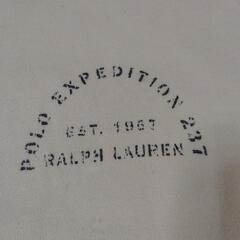 POLO EXPEDITION 237
EST. 1967
RALPH LAUREN